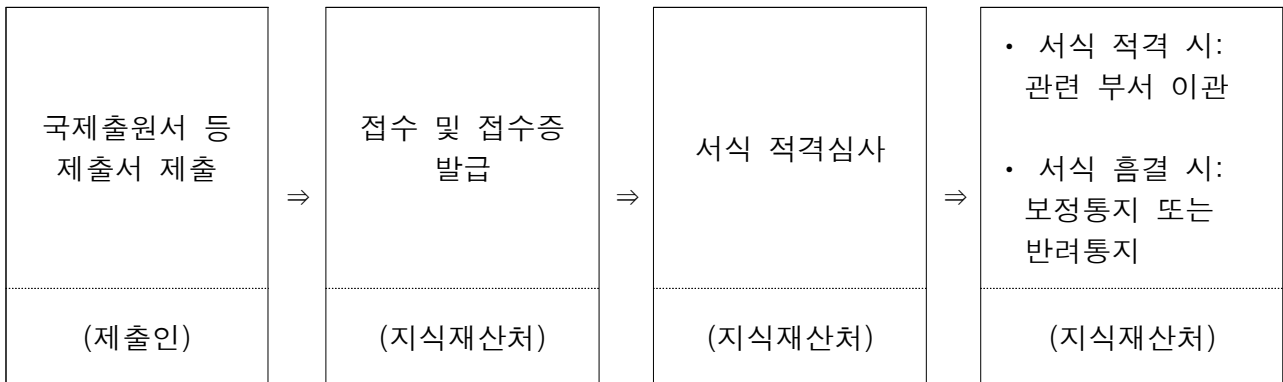 국제출원서 등
제출서 제출
(제출인)
⇒
접수 및 접수증
발급
(지식재산처)
⇒
서식 적격심사
(지식재산처)
⇒
• 서식 적격 시:
관련 부서 이관
• 서식 흠결 시:
보정통지 또는
반려통지
(지식재산처)